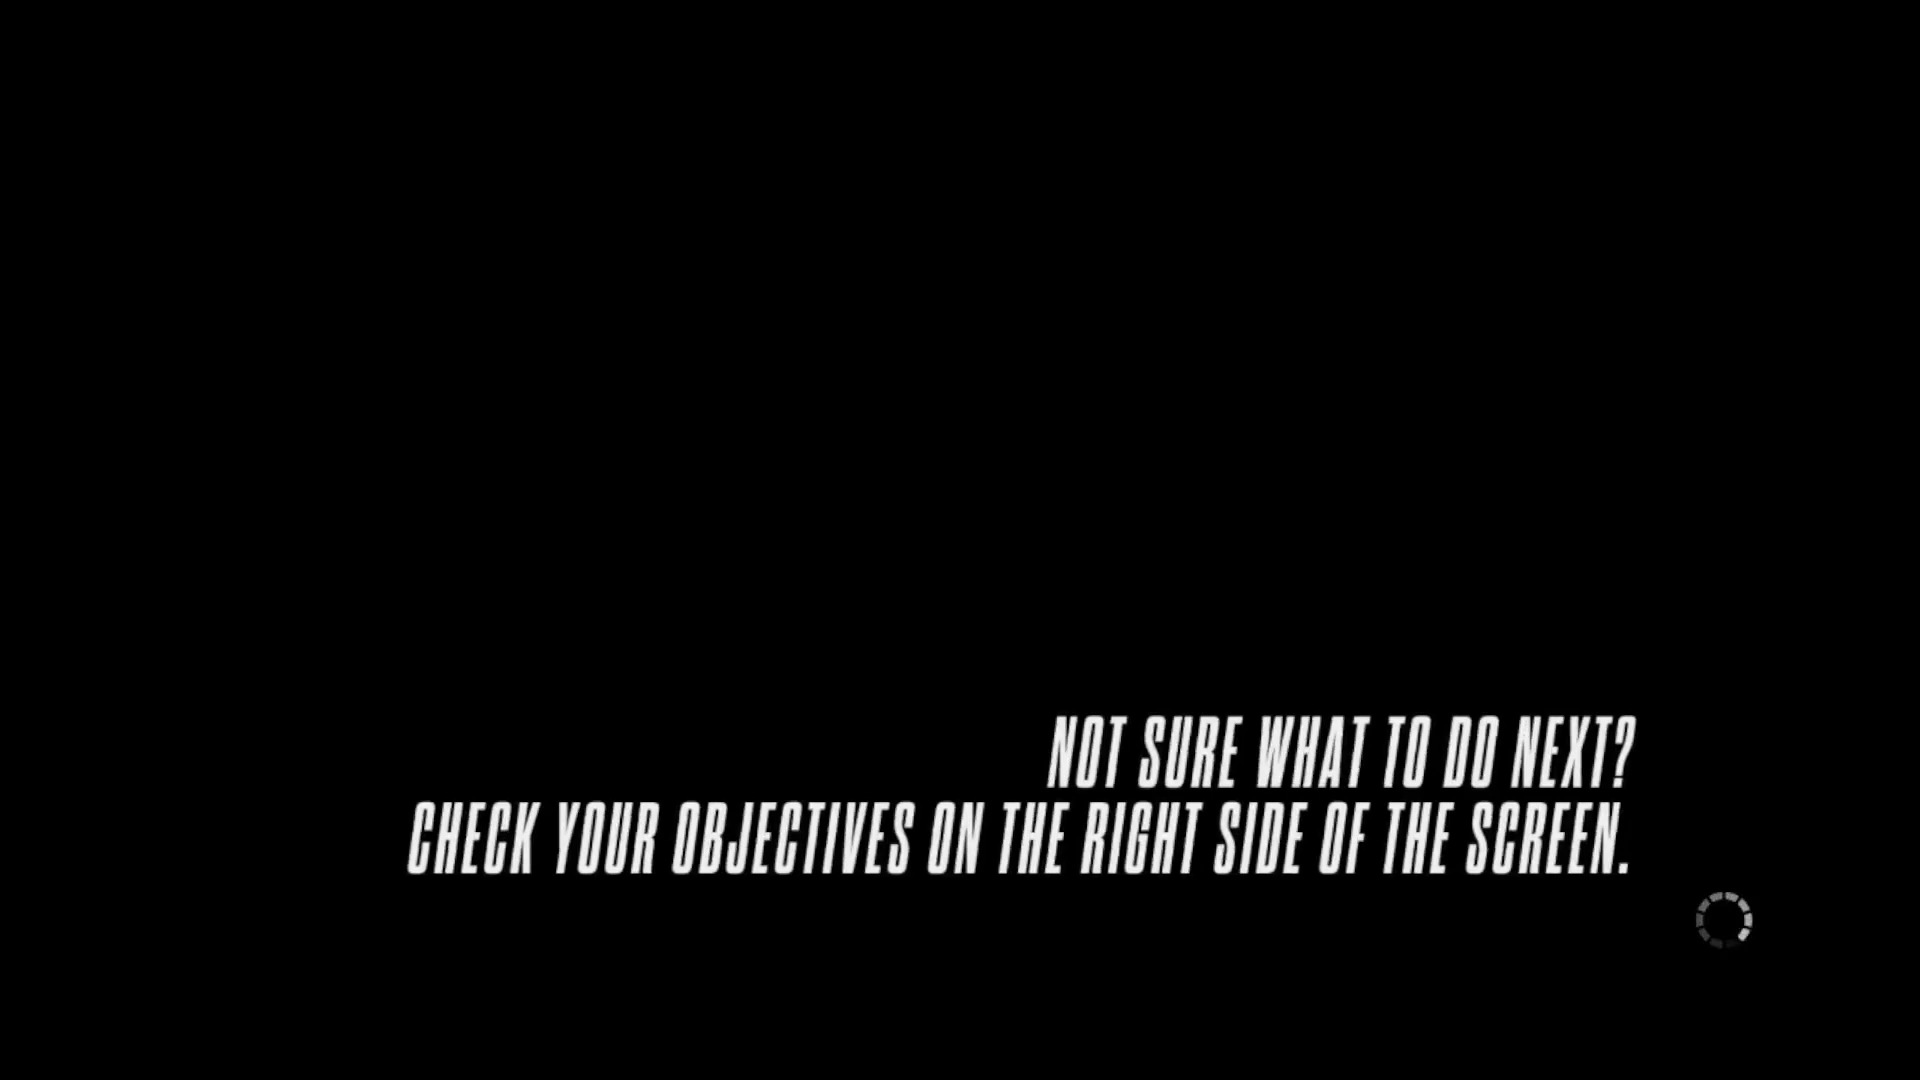 NOT SURE WHAT TO DO NEXT?
CHECK YOUR OBJECTIVES ON THE RIGHT SIDE OF THE SCREEN.